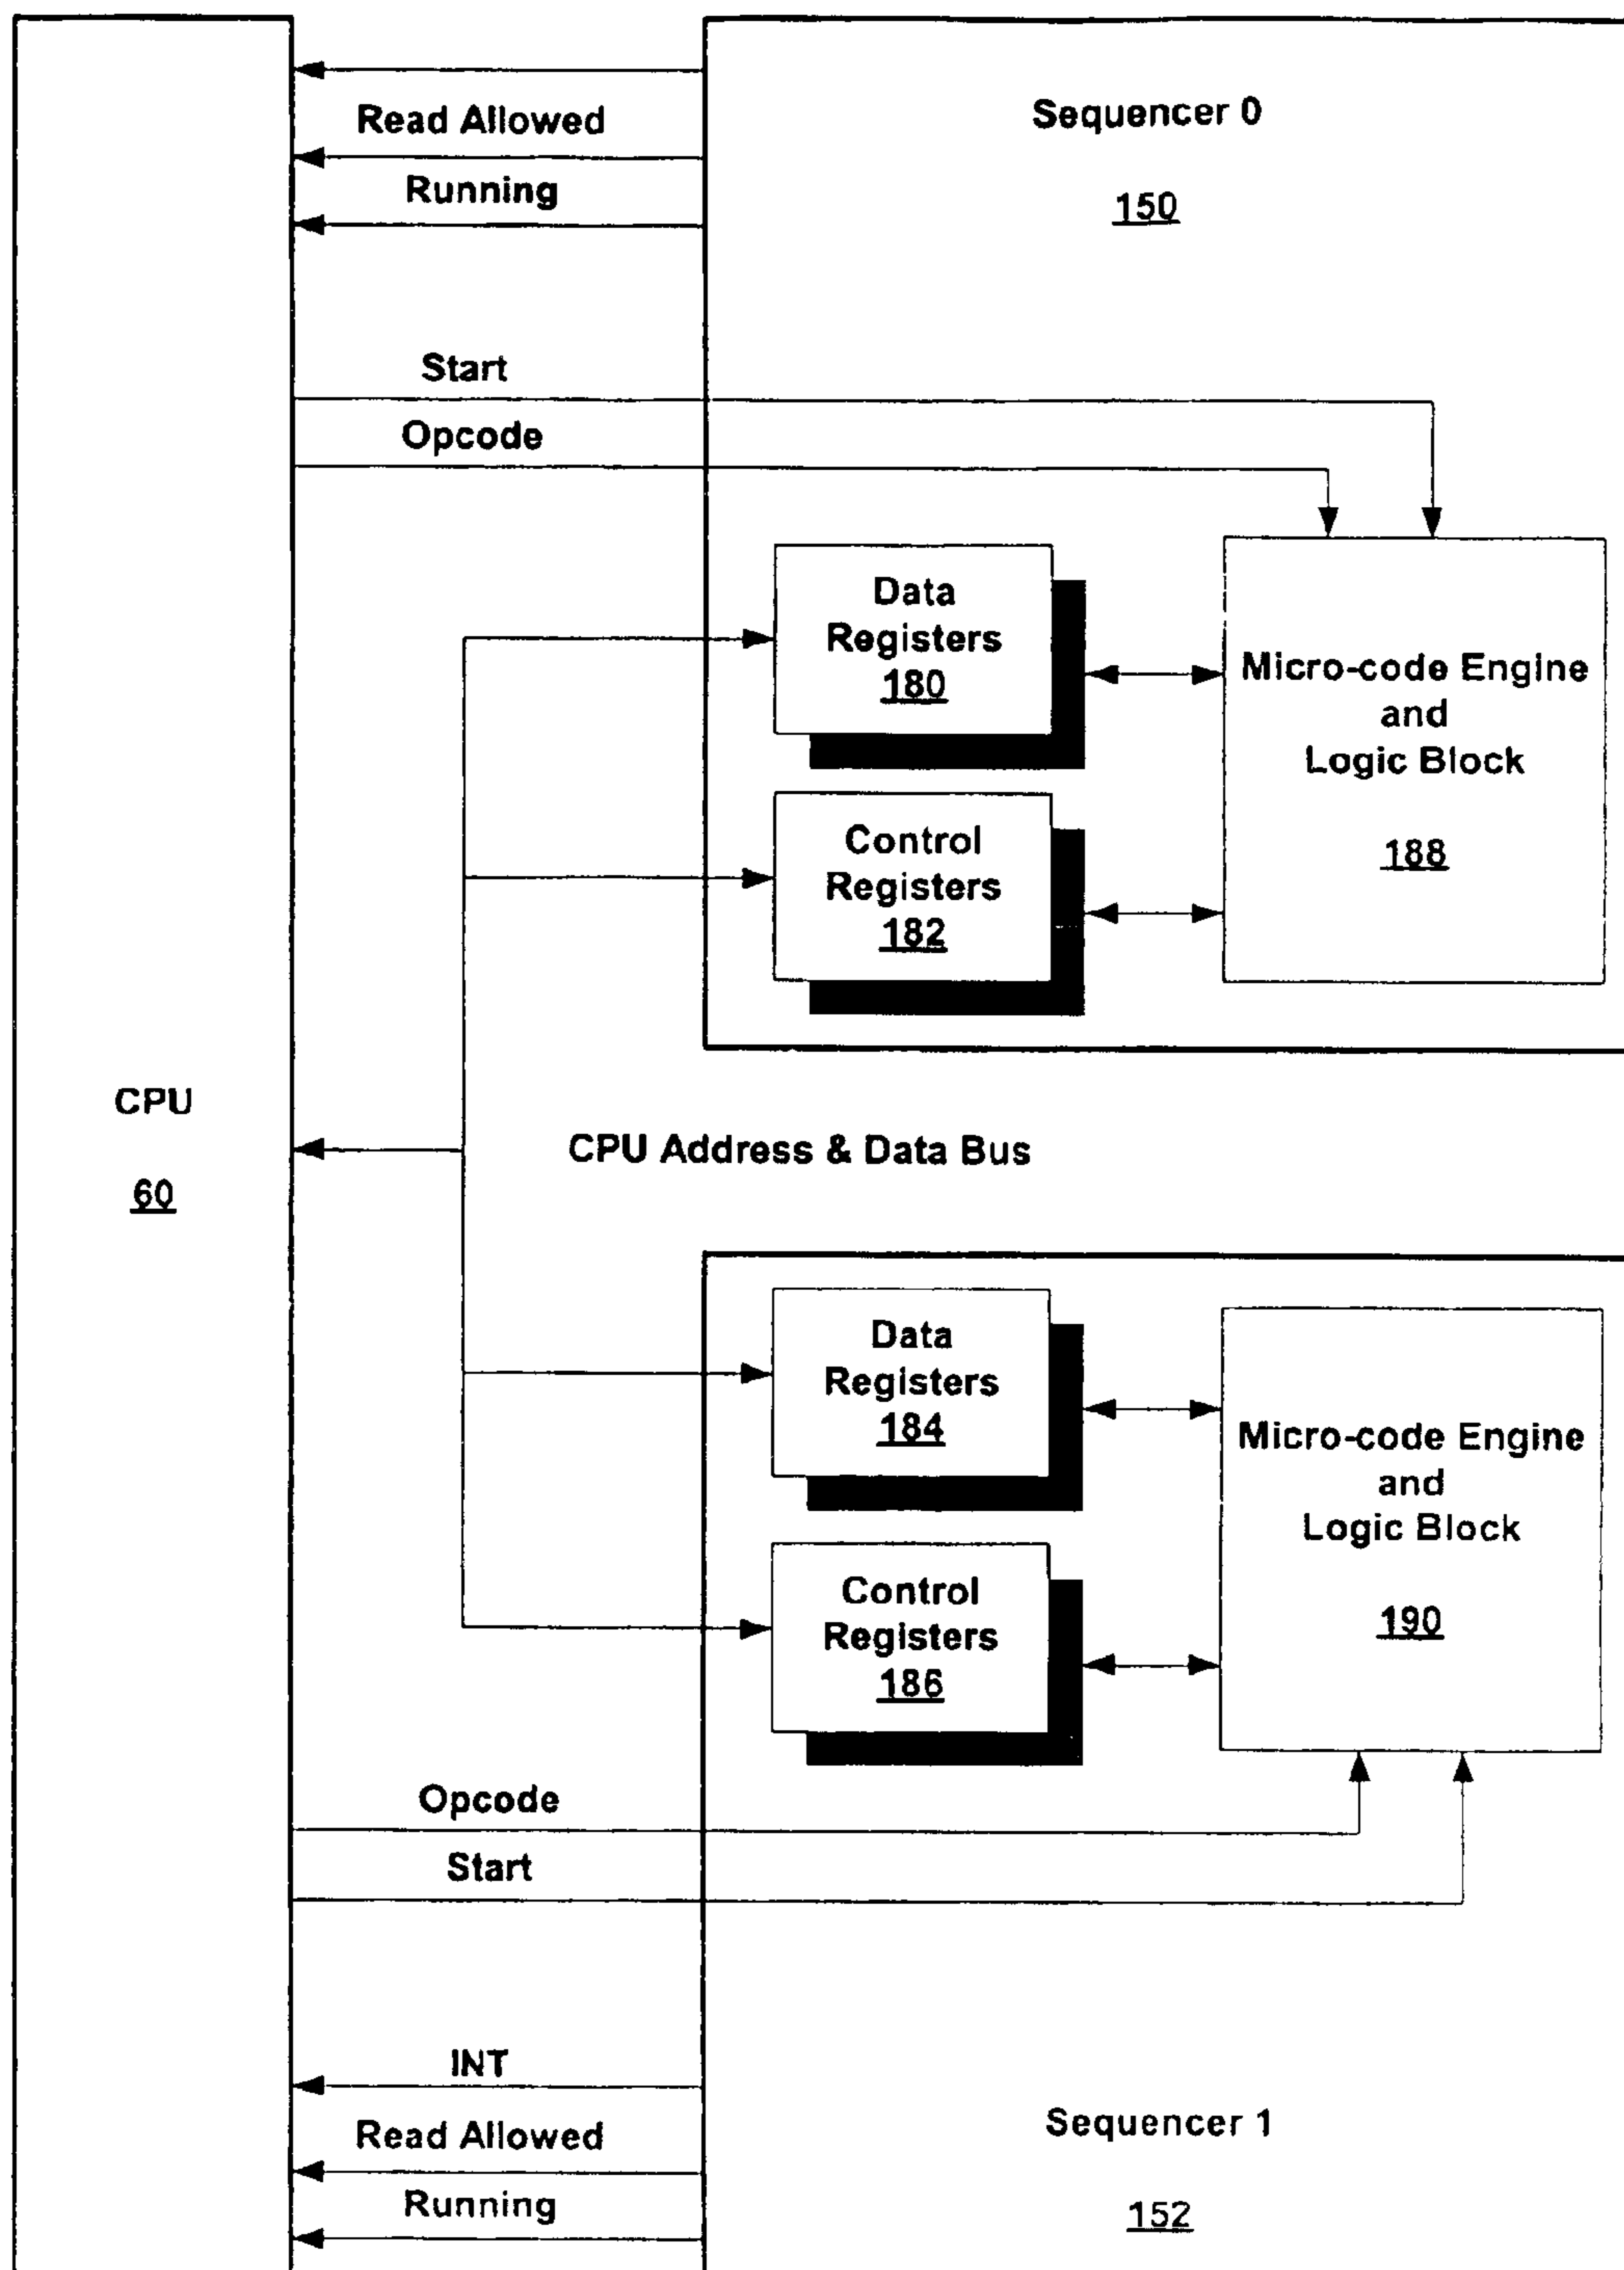 Read Allowed
Running
Sequencer 0
150
Start
Opcode
Data
Registers
180
Micro-code Engine
and
Logic Block
188
Control
Registers
182
CPU
60
CPU Address & Data Bus
Data
Registers
184
Micro-code Engine
and
Logic Block
190
Control
Registers
186
Opcode
Start
INT
Read Allowed
Running
Sequencer 1
152